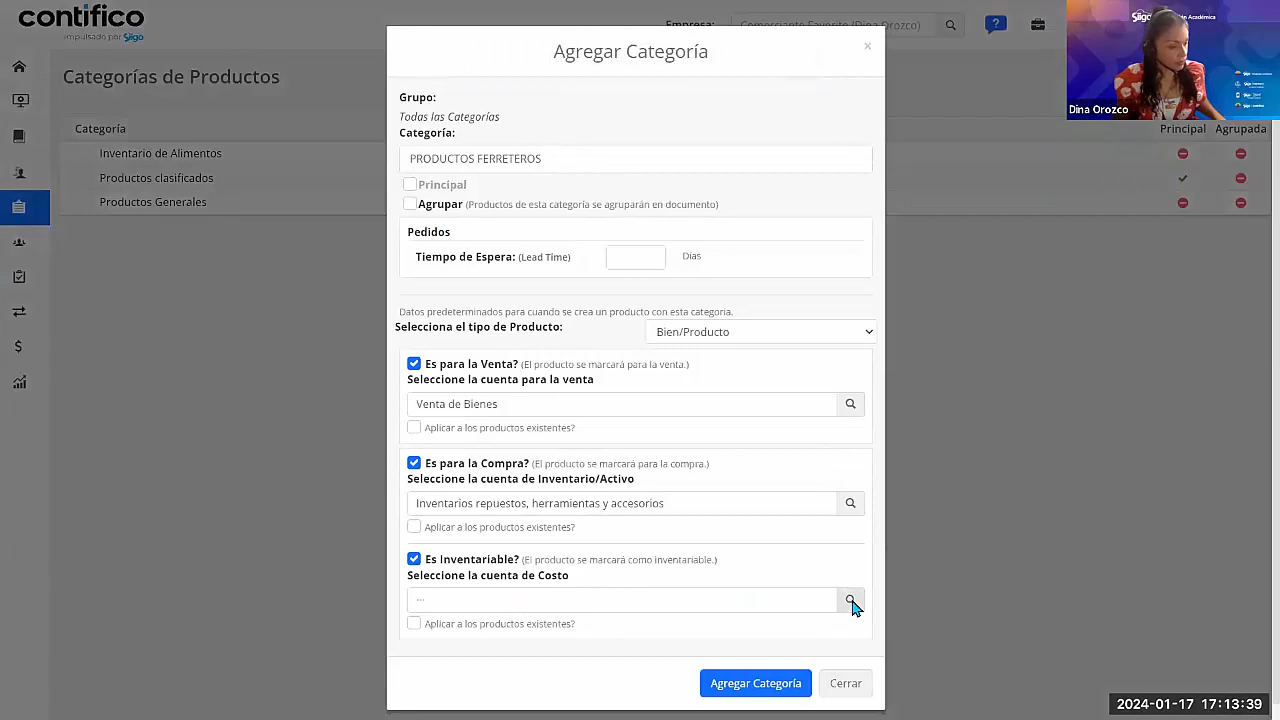 contífico
impulsado por Siigo
Categorías de Productos
Categoría
Inventario de Alimentos
Productos clasificados
Productos Generales
Empresa:
Comerciante Favorito (Dina Orozco)
Principal
Agrupada
Agregar Categoría
×
Grupo:
Todas las Categorías
Categoría:
PRODUCTOS FERRETEROS
Principal
Agrupar (Productos de esta categoría se agruparán en documento)
Pedidos
Tiempo de Espera: (Lead Time)
Días
Datos predeterminados para cuando se crea un producto con esta categoría.
Selecciona el tipo de Producto:
Bien/Producto
Es para la Venta? (El producto se marcará para la venta.)
Seleccione la cuenta para la venta
Venta de Bienes
Aplicar a los productos existentes?
Es para la Compra? (El producto se marcará para la compra.)
Seleccione la cuenta de Inventario/Activo
Inventarios repuestos, herramientas y accesorios
Aplicar a los productos existentes?
Es Inventariable? (El producto se marcará como inventariable.)
Seleccione la cuenta de Costo
...
Aplicar a los productos existentes?
Agregar Categoría
Cerrar
Siigo
Académica
Dina Orozco
2024-01-17 17:13:39